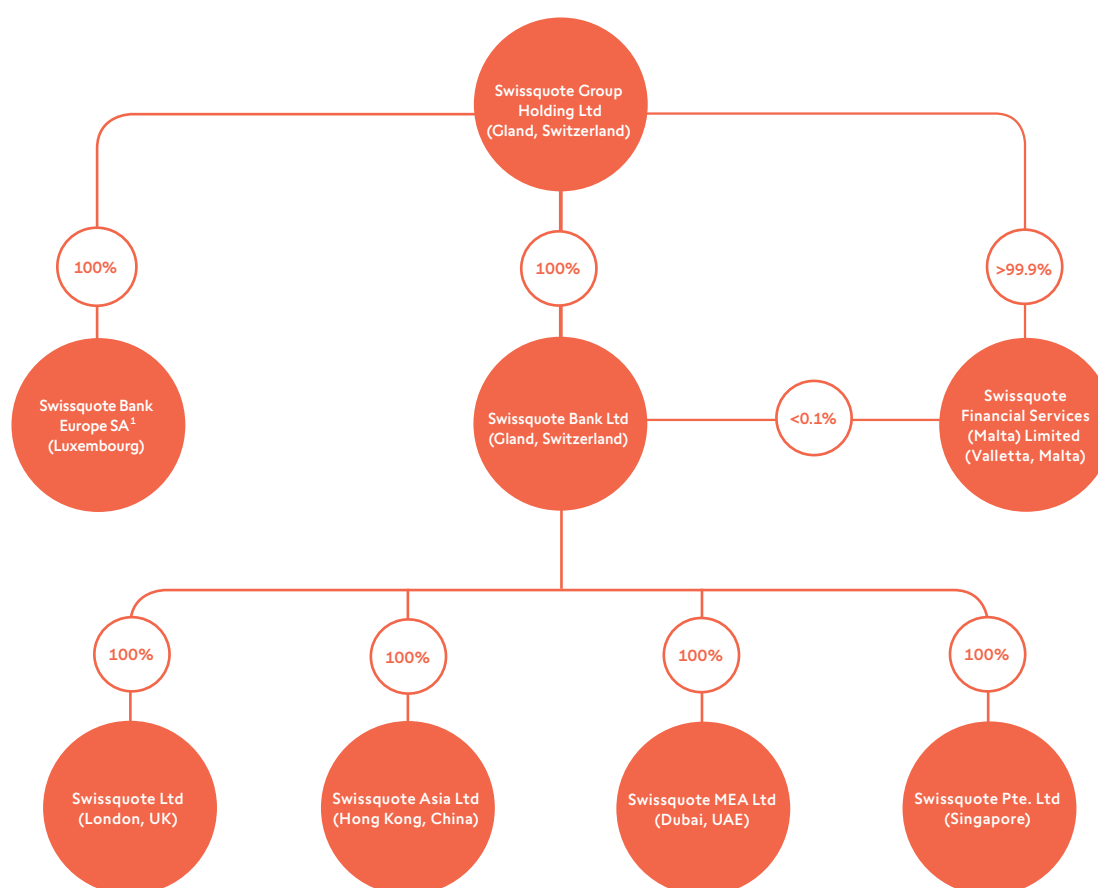 Swissquote Group
Holding Ltd
(Gland, Switzerland)
100%
100%
>99.9%
Swissquote Bank
Europe SA¹
(Luxembourg)
Swissquote Bank Ltd
(Gland, Switzerland)
<0.1%
Swissquote
Financial Services
(Malta) Limited
(Valletta, Malta)
100%
100%
100%
100%
Swissquote Ltd
(London, UK)
Swissquote Asia Ltd
(Hong Kong, China)
Swissquote MEA Ltd
(Dubai, UAE)
Swissquote Pte. Ltd
(Singapore)